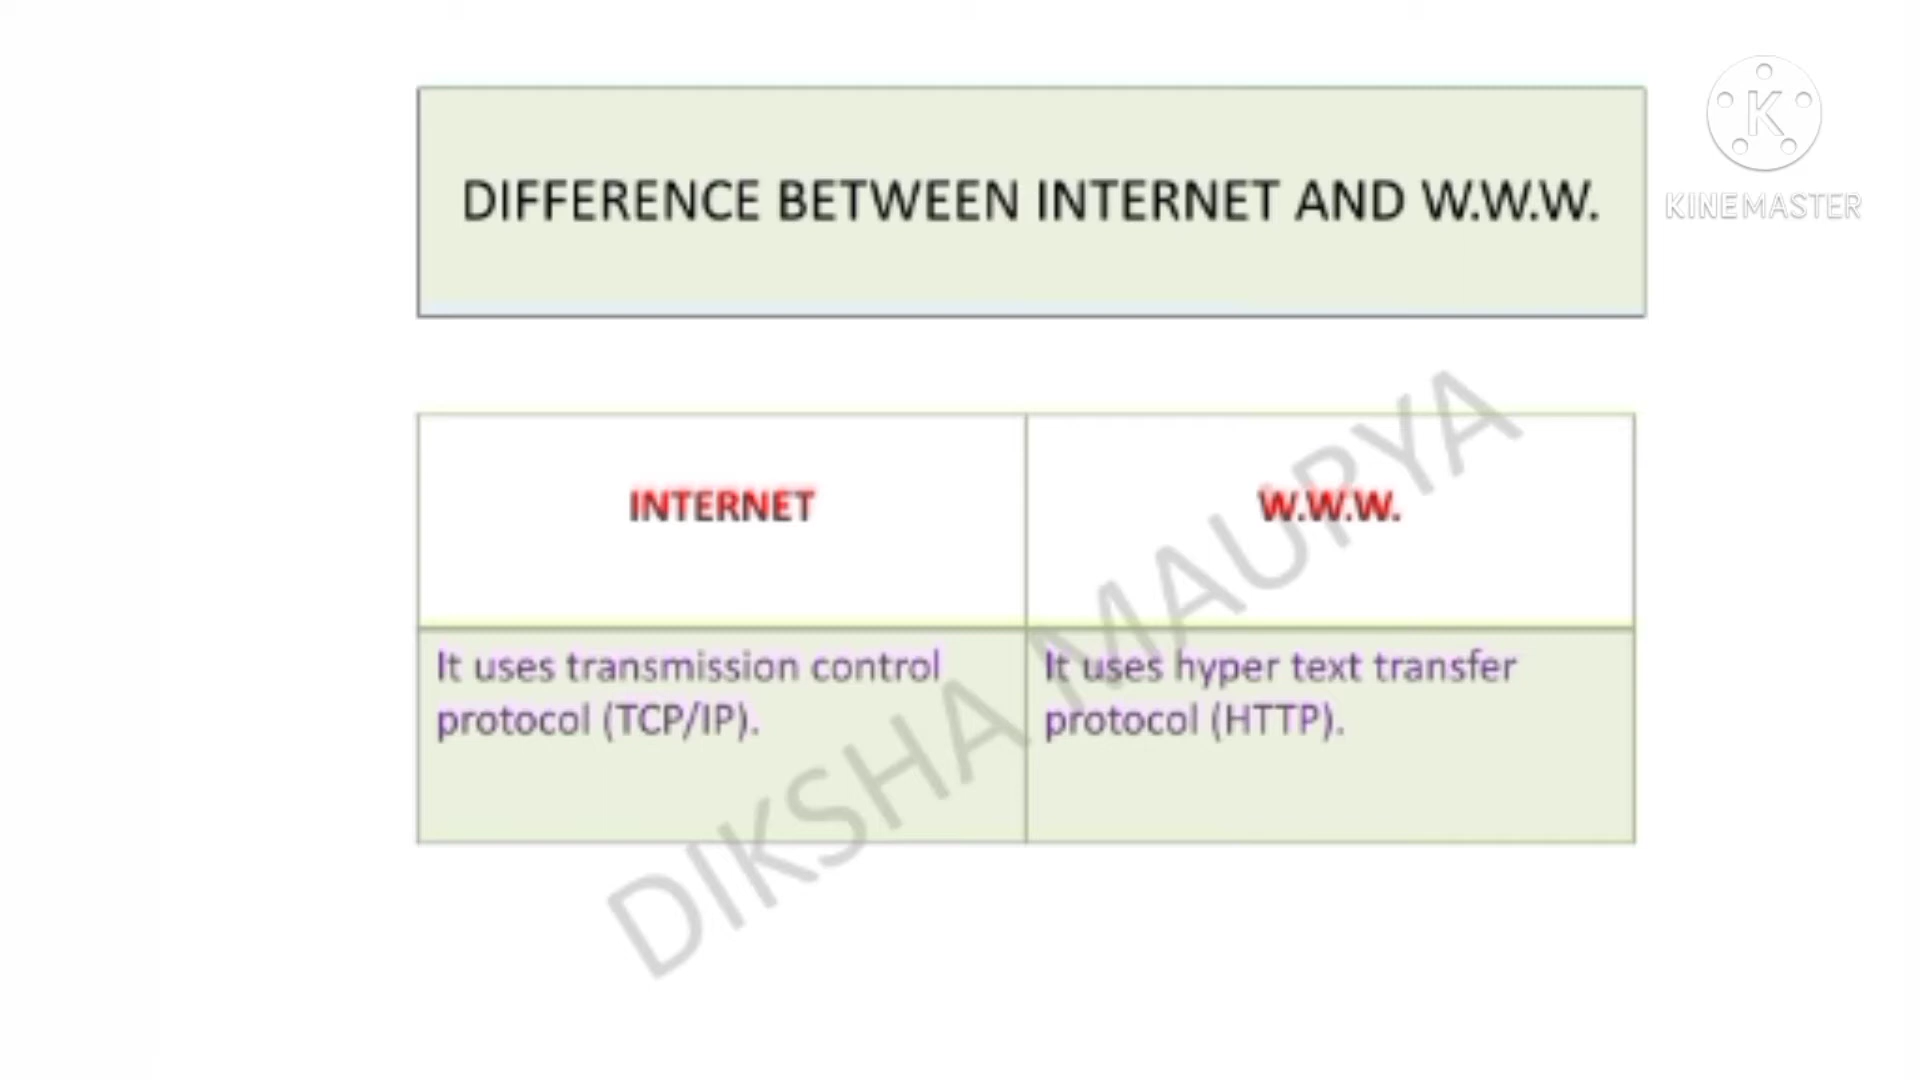 DIFFERENCE BETWEEN INTERNET AND W.W.W.
K
KINEMASTER
INTERNET
W.W.W.
It uses transmission control
protocol (TCP/IP).
It uses hyper text transfer
protocol (HTTP).
DIKSHA MAURYA